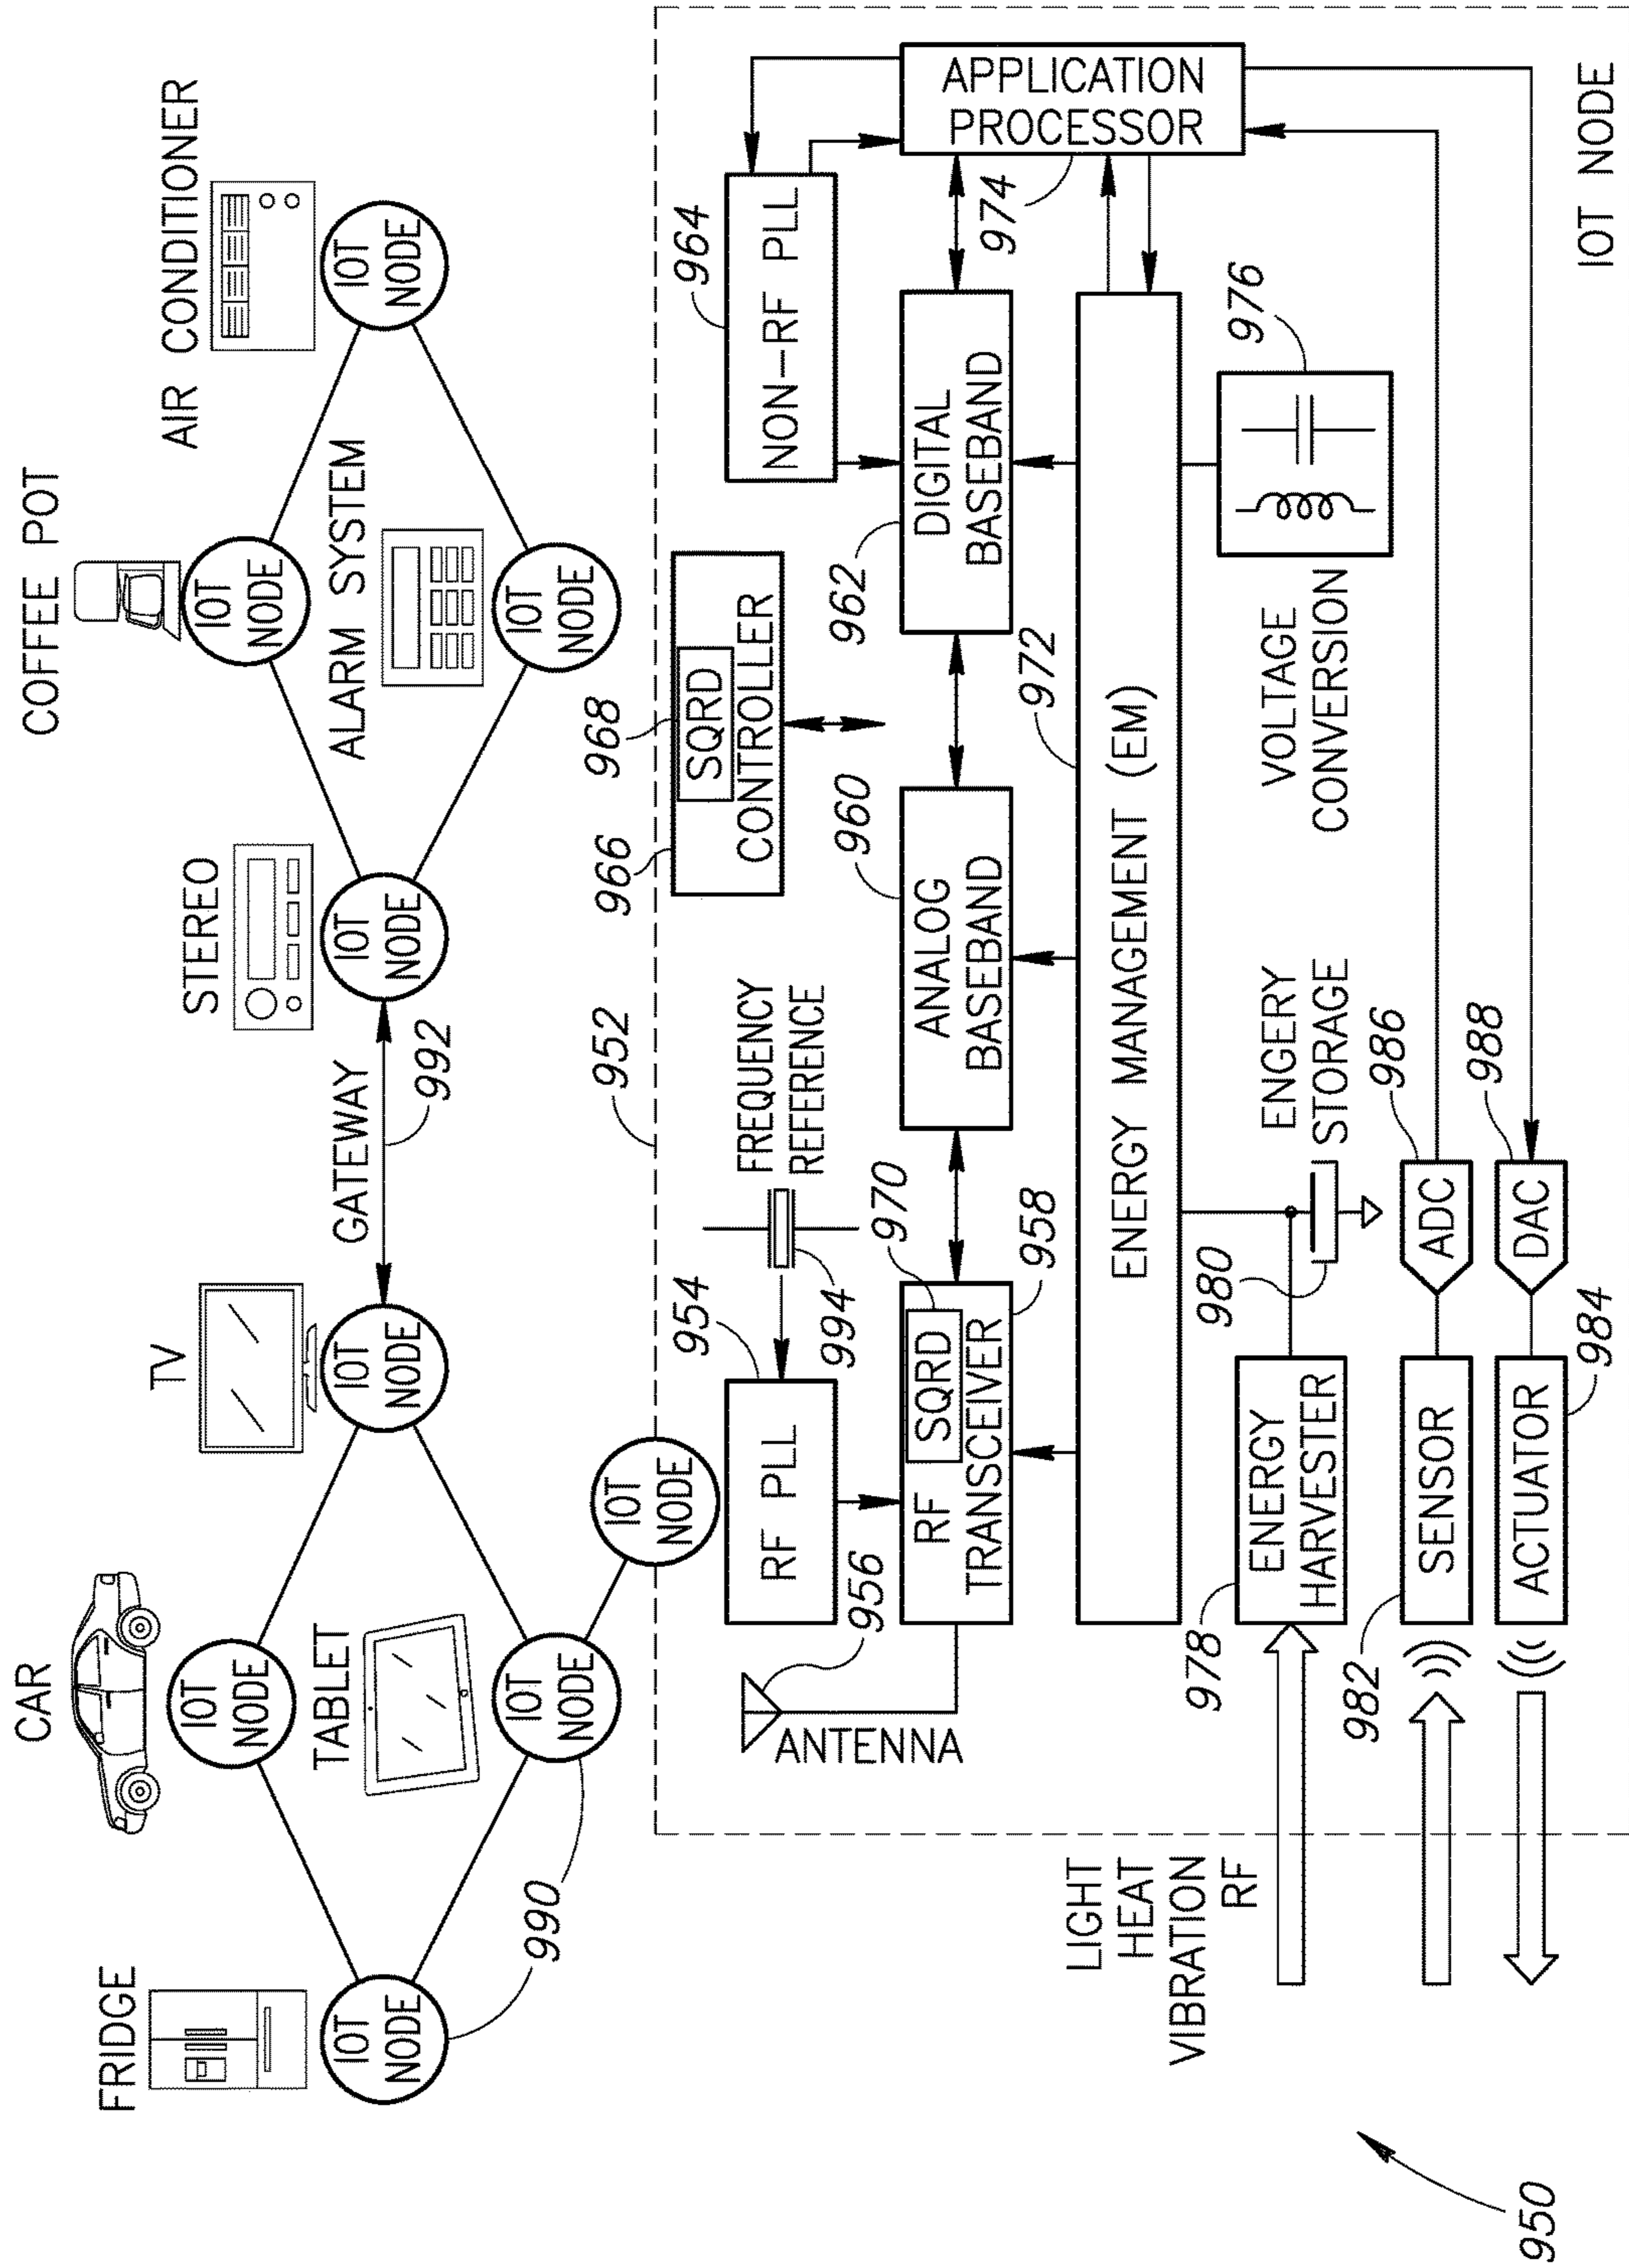 FRIDGE
CAR
TV
STEREO
COFFEE POT
AIR CONDITIONER
TABLET
ALARM SYSTEM
GATEWAY
992
IOT
NODE
IOT
NODE
IOT
NODE
IOT
NODE
IOT
NODE
IOT
NODE
IOT
NODE
IOT
NODE
IOT
NODE
990
952
954
RF PLL
FREQUENCY
REFERENCE
994
966
968
SQRD
CONTROLLER
964
NON-RF PLL
956
ANTENNA
970
RF
SQRD
TRANSCEIVER
958
960
ANALOG
BASEBAND
962
DIGITAL
BASEBAND
APPLICATION
PROCESSOR
974
972
ENERGY MANAGEMENT (EM)
LIGHT
HEAT
VIBRATION
RF
978
ENERGY
HARVESTER
980
ENGERY
STORAGE
VOLTAGE
CONVERSION
976
982
SENSOR
ADC
986
ACTUATOR
984
DAC
988
IOT NODE
950